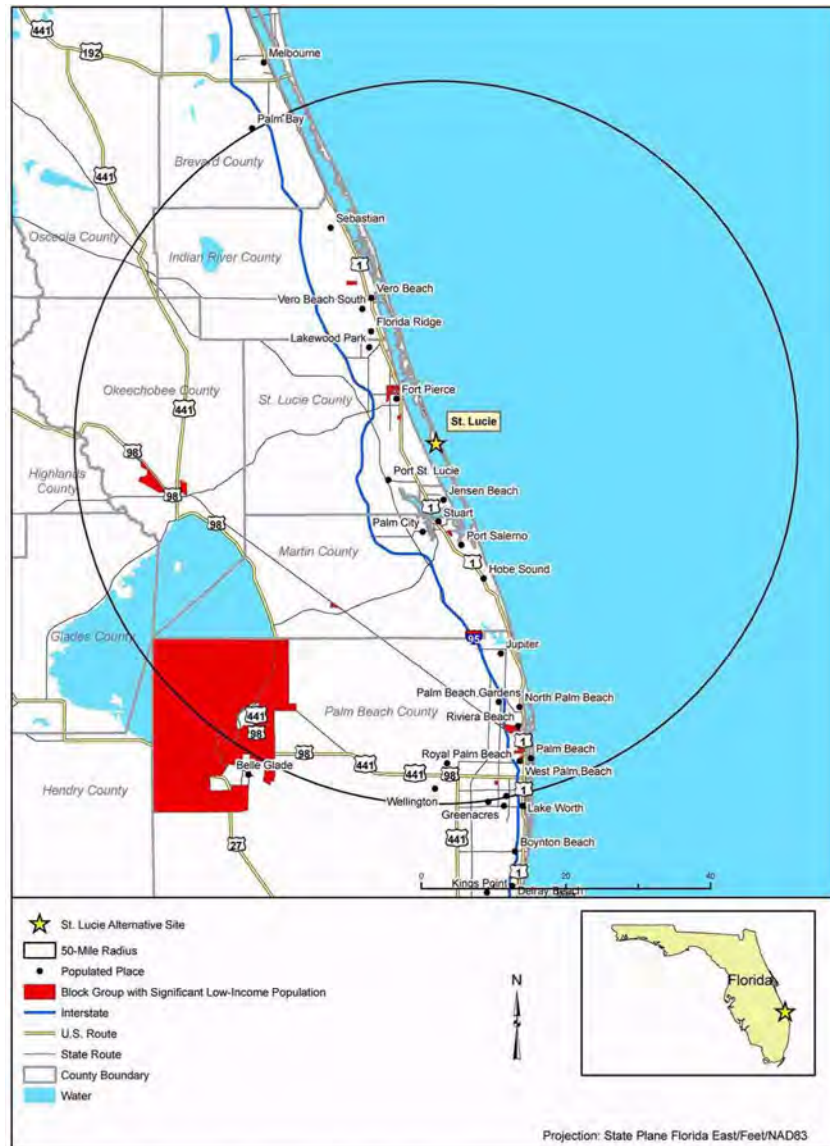 441
Melbourne
192
Palm Bay
441
Brevard County
Sebastian
Osceola County
Indian River County
1
Vero Beach
Vero Beach South
Florida Ridge
Lakewood Park
Okeechobee County
Fort Pierce
St. Lucie County
441
St. Lucie
98
Highlands
County
Port St. Lucie
98
Jensen Beach
1
Stuart
98
Palm City
Port Salerno
Martin County
1
Hobe Sound
Glades County
95
Jupiter
Palm Beach Gardens
North Palm Beach
441
Palm Beach County
Riviera Beach
98
1
98
Royal Palm Beach
Palm Beach
441
Belle Glade
441
98
West Palm Beach
Hendry County
Wellington
1
Greenacres
Lake Worth
27
441
Boynton Beach
1
Kings Point
Delray Beach
0
20
40
St. Lucie Alternative Site
50-Mile Radius
Populated Place
Block Group with Significant Low-Income Population
Interstate
U.S. Route
State Route
County Boundary
Water
N
Florida
Projection: State Plane Florida East/Feet/NAD83